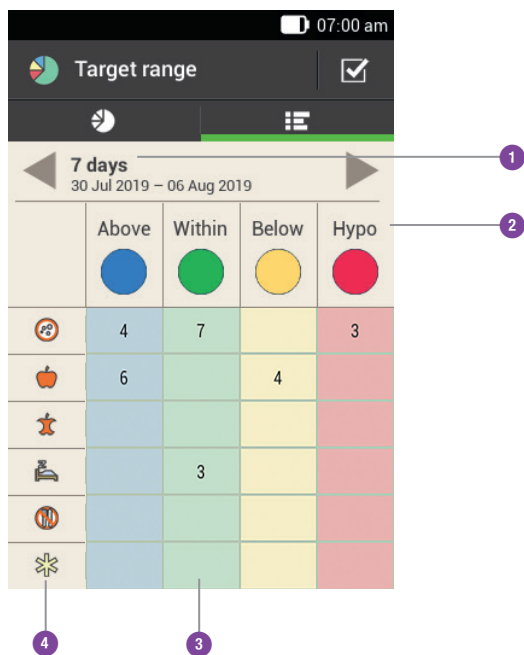 07:00 am
Target range
7 days
30 Jul 2019 – 06 Aug 2019
Above Within Below Hypo
4 7 3
6 4
3
1
2
3
4